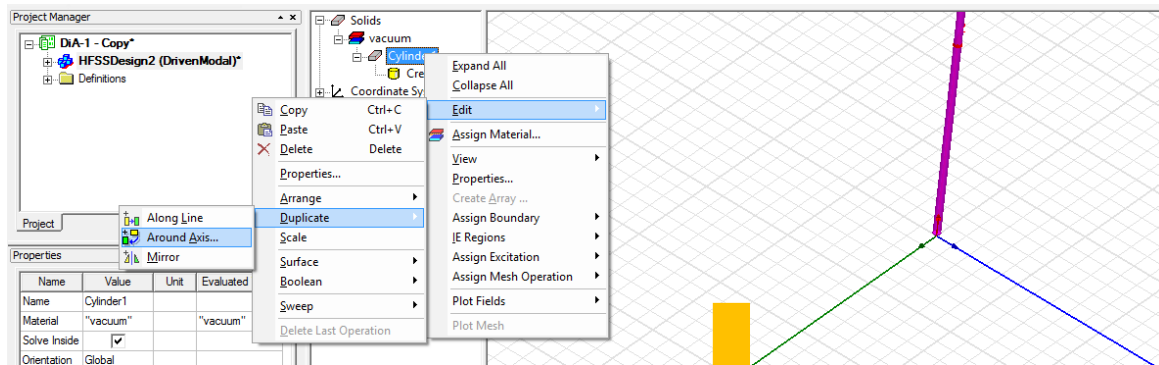 Project Manager
DiA-1 - Copy*
HFSSDesign2 (DrivenModal)*
Definitions
Project
Solids
vacuum
Cylinder1
Cre
Coordinate Sy
Expand All
Collapse All
Edit
Assign Material...
View
Properties...
Create Array ...
Assign Boundary
IE Regions
Assign Excitation
Assign Mesh Operation
Plot Fields
Plot Mesh
Copy Ctrl+C
Paste Ctrl+V
Delete Delete
Properties...
Arrange
Duplicate
Scale
Surface
Boolean
Sweep
Delete Last Operation
Along Line
Around Axis...
Mirror
Properties
Name Value Unit Evaluated
Name Cylinder1
Material "vacuum" "vacuum"
Solve Inside
Orientation Global